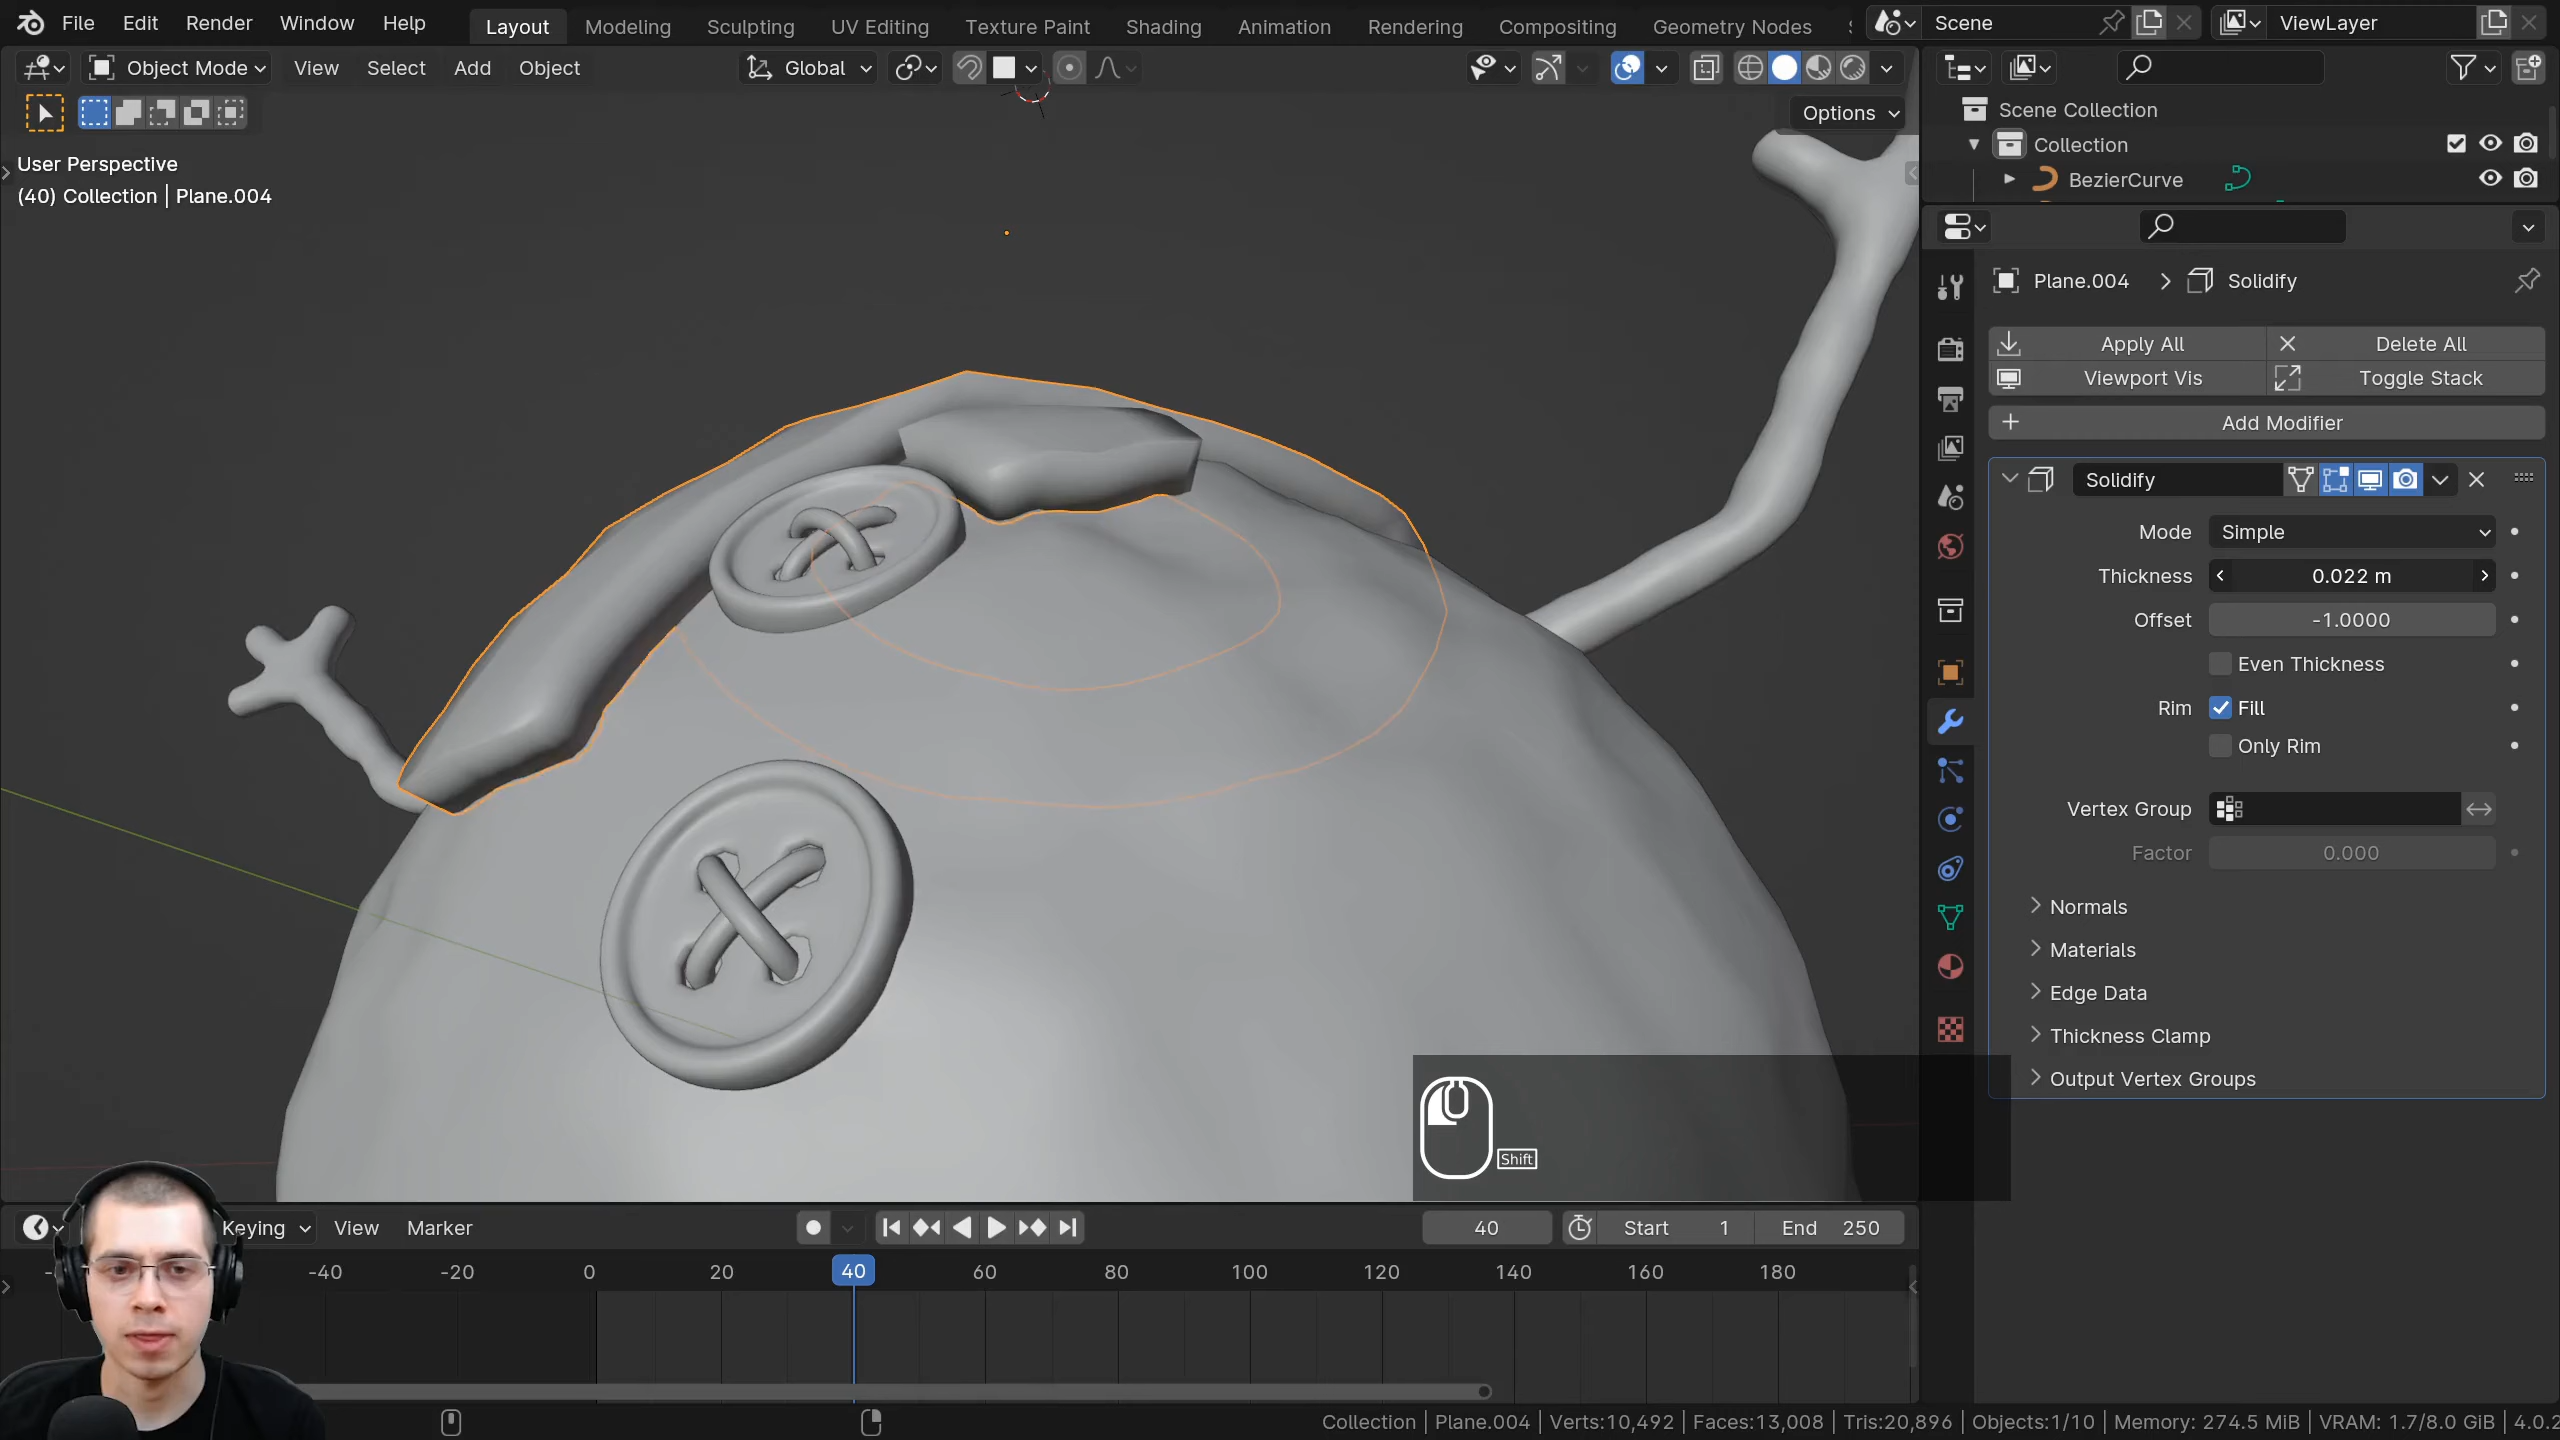 File Edit Render Window Help Layout Modeling Sculpting UV Editing Texture Paint Shading Animation Rendering Compositing Geometry Nodes Scene ViewLayer
Object Mode View Select Add Object Global
Options
User Perspective
(40) Collection | Plane.004
Scene Collection
Collection
BezierCurve
Plane.004 Solidify
Apply All Delete All
Viewport Vis Toggle Stack
Add Modifier
Solidify
Mode Simple
Thickness 0.022 m
Offset -1.0000
Even Thickness
Rim Fill
Only Rim
Vertex Group
Factor 0.000
Normals
Materials
Edge Data
Thickness Clamp
Output Vertex Groups
Shift
Keying View Marker 40 Start 1 End 250
-40 -20 0 20 40 60 80 100 120 140 160 180
Collection | Plane.004 | Verts:10,492 | Faces:13,008 | Tris:20,896 | Objects:1/10 | Memory: 274.5 MiB | VRAM: 1.7/8.0 GiB | 4.0.2